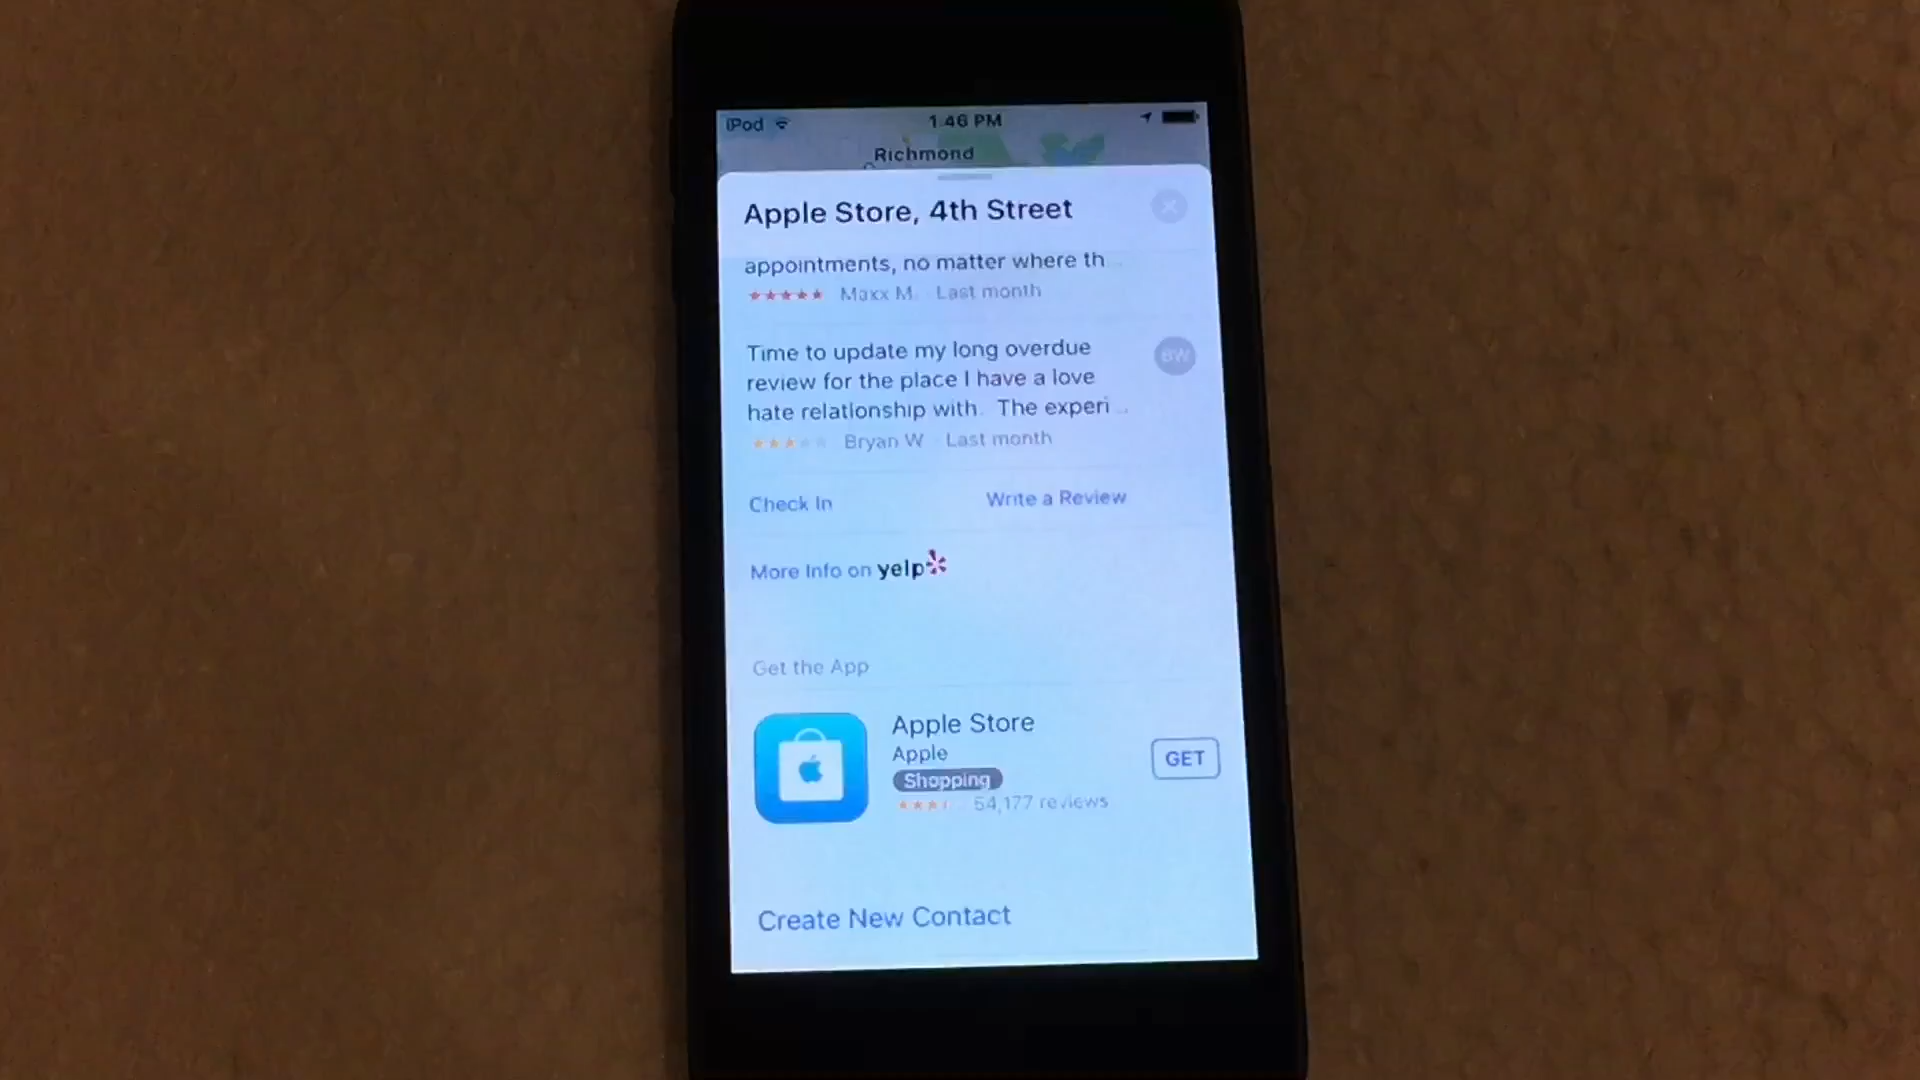 iPod 1:46 PM
Richmond
Apple Store, 4th Street
appointments, no matter where th...
Maxx M. · Last month
Time to update my long overdue
BW
review for the place I have a love
hate relationship with. The experi...
Bryan W. · Last month
Check In Write a Review
More Info on yelp
Get the App
Apple Store
Apple
Shopping
54,177 reviews
GET
Create New Contact